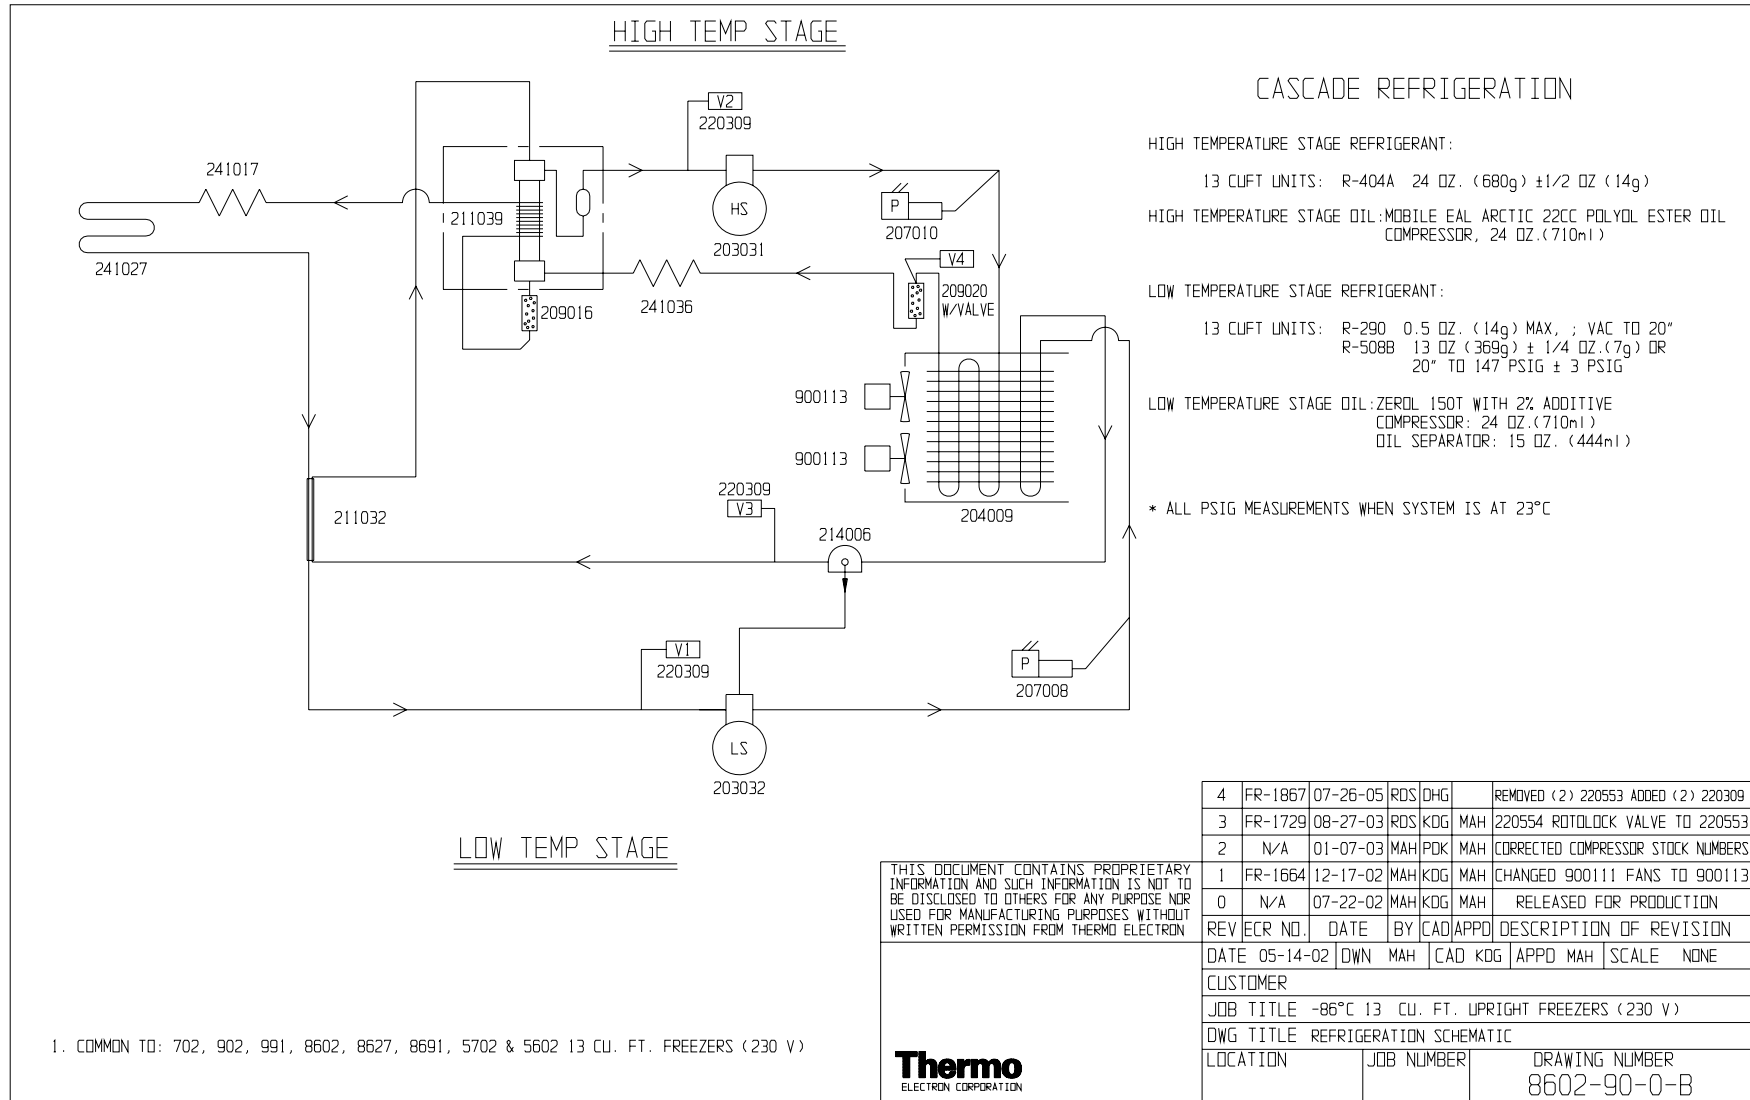 HIGH TEMP STAGE
CASCADE REFRIGERATION
HIGH TEMPERATURE STAGE REFRIGERANT:
13 CUFT UNITS: R-404A 24 OZ. (680g) ±1/2 OZ (14g)
HIGH TEMPERATURE STAGE OIL:MOBILE EAL ARCTIC 22CC POLYOL ESTER OIL
COMPRESSOR, 24 OZ.(710ml)
LOW TEMPERATURE STAGE REFRIGERANT:
13 CUFT UNITS: R-290 0.5 OZ. (14g) MAX, ; VAC TO 20"
R-508B 13 OZ (369g) ± 1/4 OZ.(7g) OR
20" TO 147 PSIG ± 3 PSIG
LOW TEMPERATURE STAGE OIL:ZEROL 150T WITH 2% ADDITIVE
COMPRESSOR: 24 OZ.(710ml)
OIL SEPARATOR: 15 OZ. (444ml)
* ALL PSIG MEASUREMENTS WHEN SYSTEM IS AT 23°C
V2
220309
241017
HS
203031
211039
P
207010
241027
V4
209020
W/VALVE
209016
241036
900113
900113
204009
220309
V3
211032
214006
V1
220309
P
207008
LS
203032
LOW TEMP STAGE
1. COMMON TO: 702, 902, 991, 8602, 8627, 8691, 5702 & 5602 13 CU. FT. FREEZERS (230 V)
THIS DOCUMENT CONTAINS PROPRIETARY
INFORMATION AND SUCH INFORMATION IS NOT TO
BE DISCLOSED TO OTHERS FOR ANY PURPOSE NOR
USED FOR MANUFACTURING PURPOSES WITHOUT
WRITTEN PERMISSION FROM THERMO ELECTRON
Thermo
ELECTRON CORPORATION
4 FR-1867 07-26-05 RDS DHG REMOVED (2) 220553 ADDED (2) 220309
3 FR-1729 08-27-03 RDS KDG MAH 220554 ROTOLOCK VALVE TO 220553
2 N/A 01-07-03 MAH PDK MAH CORRECTED COMPRESSOR STOCK NUMBERS
1 FR-1664 12-17-02 MAH KDG MAH CHANGED 900111 FANS TO 900113
0 N/A 07-22-02 MAH KDG MAH RELEASED FOR PRODUCTION
REV ECR NO. DATE BY CAD APPD DESCRIPTION OF REVISION
DATE 05-14-02 DWN MAH CAD KDG APPD MAH SCALE NONE
CUSTOMER
JOB TITLE -86°C 13 CU. FT. UPRIGHT FREEZERS (230 V)
DWG TITLE REFRIGERATION SCHEMATIC
LOCATION JOB NUMBER DRAWING NUMBER
8602-90-0-B